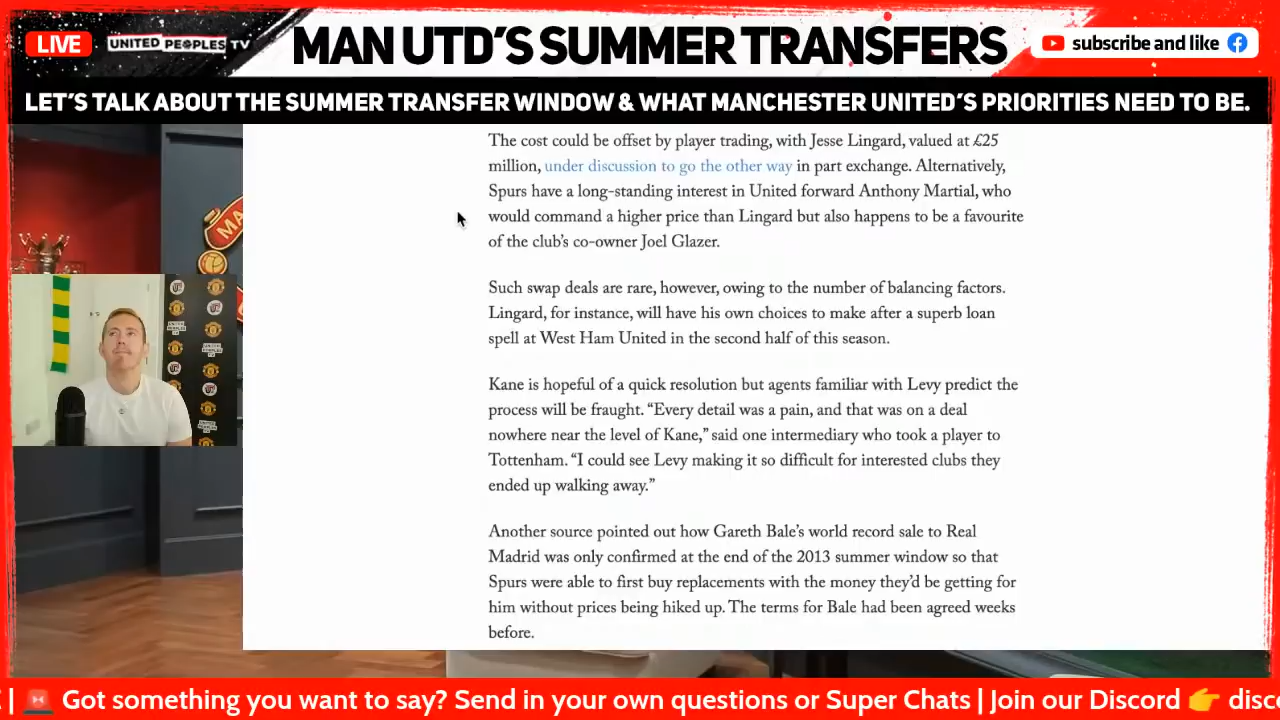 LIVE
UNITED PEOPLES TV
MAN UTD'S SUMMER TRANSFERS
subscribe and like
LET'S TALK ABOUT THE SUMMER TRANSFER WINDOW & WHAT MANCHESTER UNITED'S PRIORITIES NEED TO BE.
The cost could be offset by player trading, with Jesse Lingard, valued at £25
million, under discussion to go the other way in part exchange. Alternatively,
Spurs have a long-standing interest in United forward Anthony Martial, who
would command a higher price than Lingard but also happens to be a favourite
of the club's co-owner Joel Glazer.
Such swap deals are rare, however, owing to the number of balancing factors.
Lingard, for instance, will have his own choices to make after a superb loan
spell at West Ham United in the second half of this season.
Kane is hopeful of a quick resolution but agents familiar with Levy predict the
process will be fraught. “Every detail was a pain, and that was on a deal
nowhere near the level of Kane,” said one intermediary who took a player to
Tottenham. “I could see Levy making it so difficult for interested clubs they
ended up walking away.”
Another source pointed out how Gareth Bale's world record sale to Real
Madrid was only confirmed at the end of the 2013 summer window so that
Spurs were able to first buy replacements with the money they'd be getting for
him without prices being hiked up. The terms for Bale had been agreed weeks
before.
| 🚨 Got something you want to say? Send in your own questions or Super Chats | Join our Discord 👉 disc